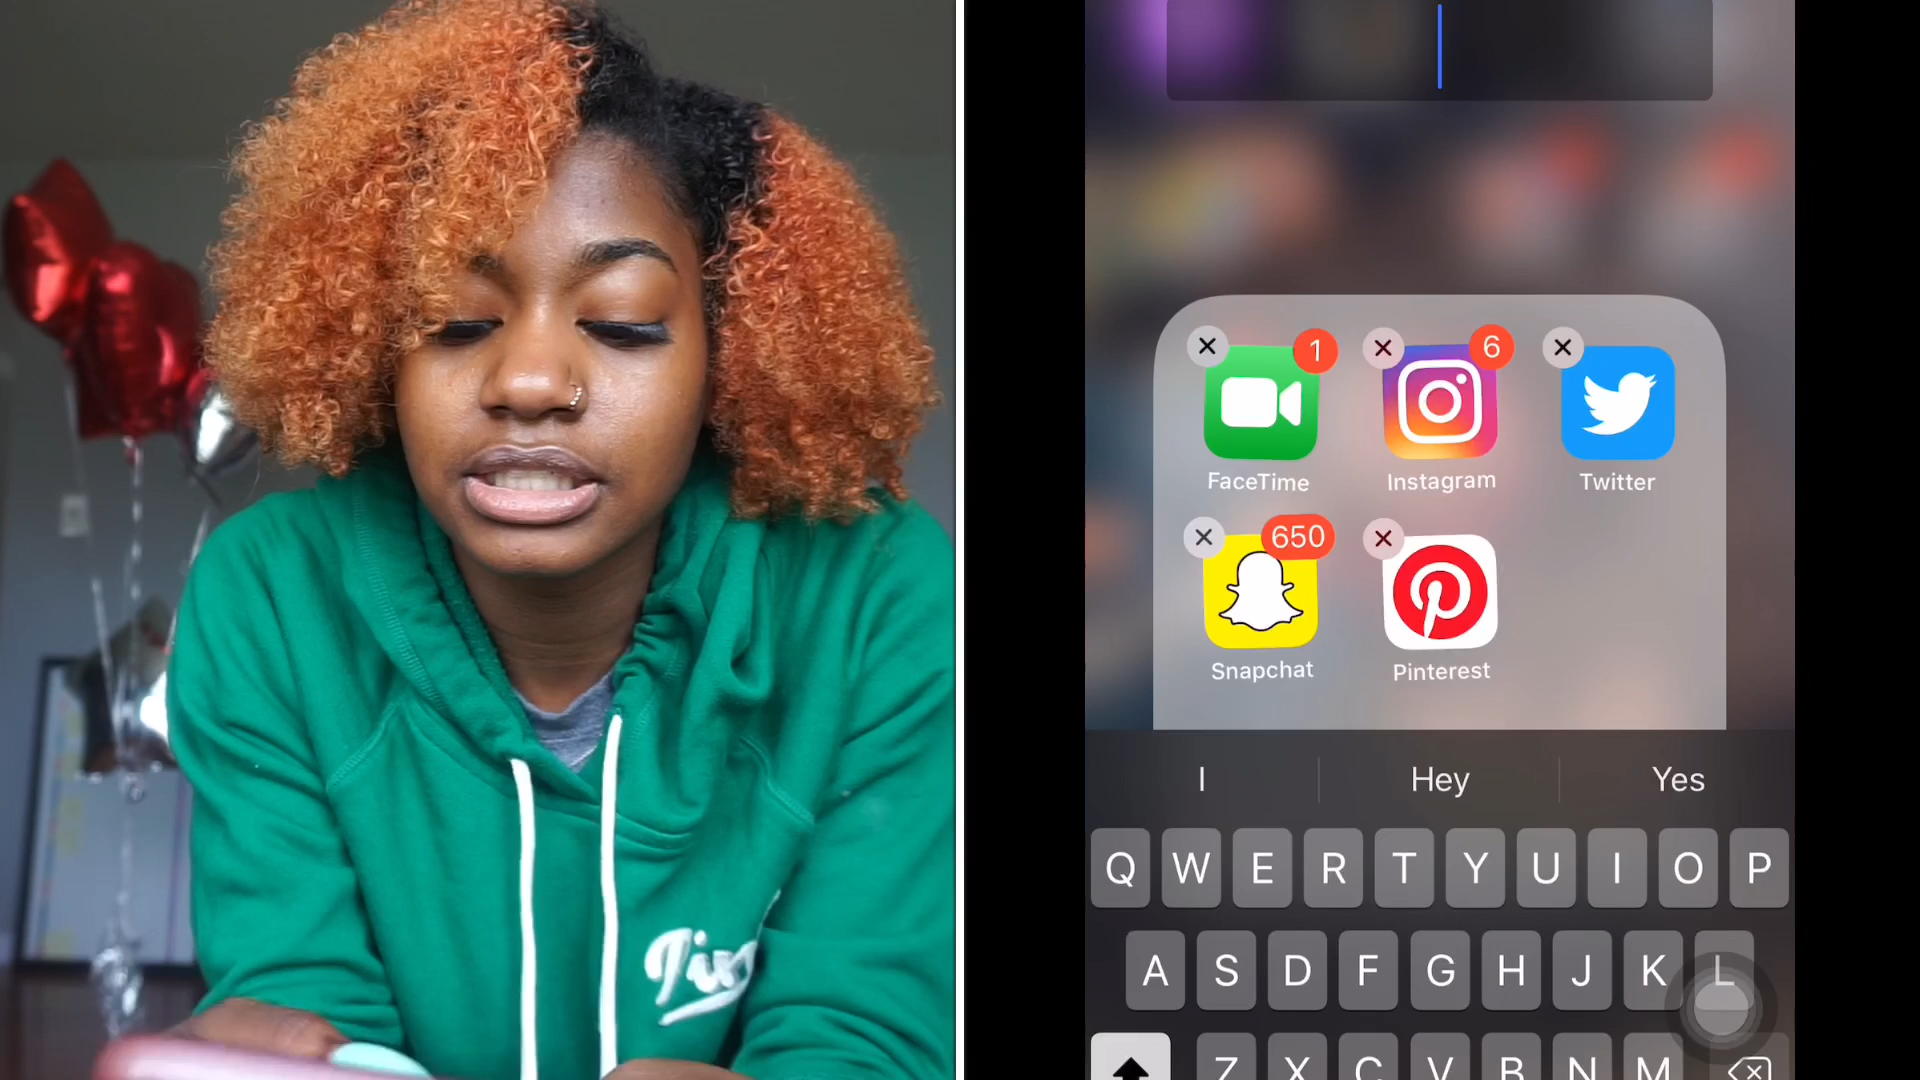 1
6
FaceTime
Instagram
Twitter
650
Snapchat
Pinterest
I
Hey
Yes
Q W E R T Y U I O P
A S D F G H J K L
Z X C V B N M